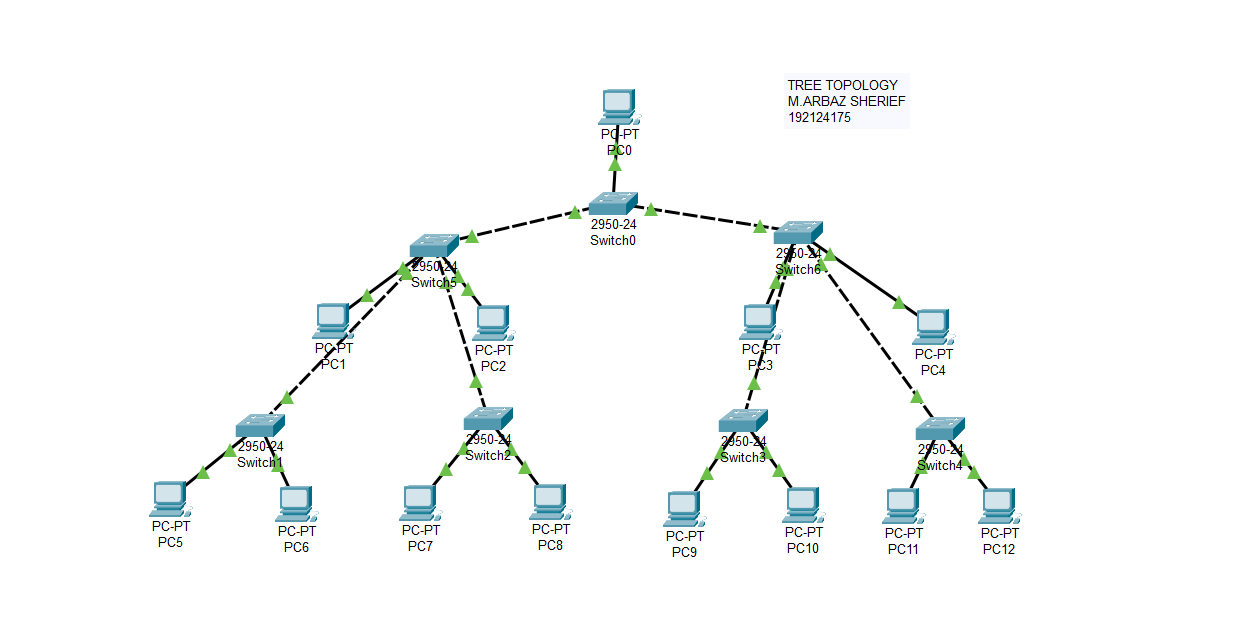 TREE TOPOLOGY
M.ARBAZ SHERIEF
192124175
PC-PT
PC0
2950-24
Switch0
2950-24
Switch5
2950-24
Switch6
PC-PT
PC1
PC-PT
PC2
PC-PT
PC3
PC-PT
PC4
2950-24
Switch1
2950-24
Switch2
2950-24
Switch3
2950-24
Switch4
PC-PT
PC5
PC-PT
PC6
PC-PT
PC7
PC-PT
PC8
PC-PT
PC9
PC-PT
PC10
PC-PT
PC11
PC-PT
PC12